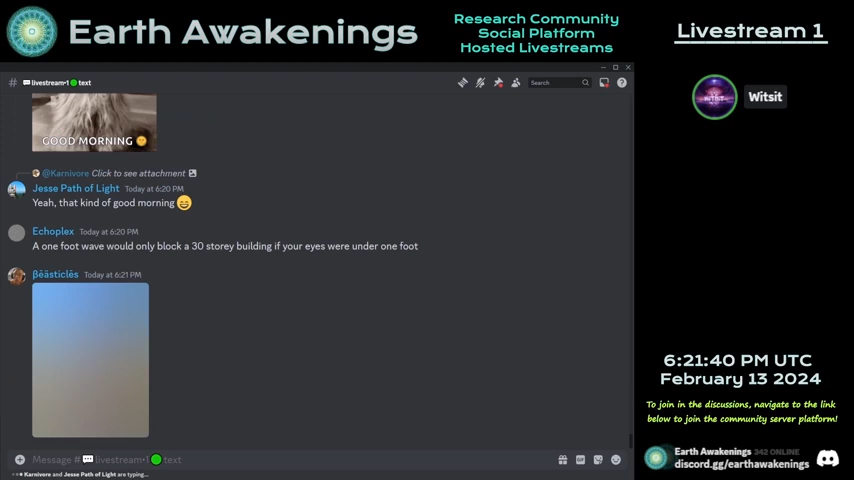 Earth Awakenings
Research Community
Social Platform
Hosted Livestreams
Livestream 1
# 💬livestream•1🟢text
Search
WITSIT
Witsit
GOOD MORNING 🌞
@Karnivore Click to see attachment
Jesse Path of Light Today at 6:20 PM
Yeah, that kind of good morning 😄
Echoplex Today at 6:20 PM
A one foot wave would only block a 30 storey building if your eyes were under one foot
βēāsticlēs Today at 6:21 PM
Message # 💬livestream•1🟢text
GIF
Karnivore and Jesse Path of Light are typing...
6:21:40 PM UTC
February 13 2024
To join in the discussions, navigate to the link
below to join the community server platform!
Earth Awakenings 342 ONLINE
discord.gg/earthawakenings